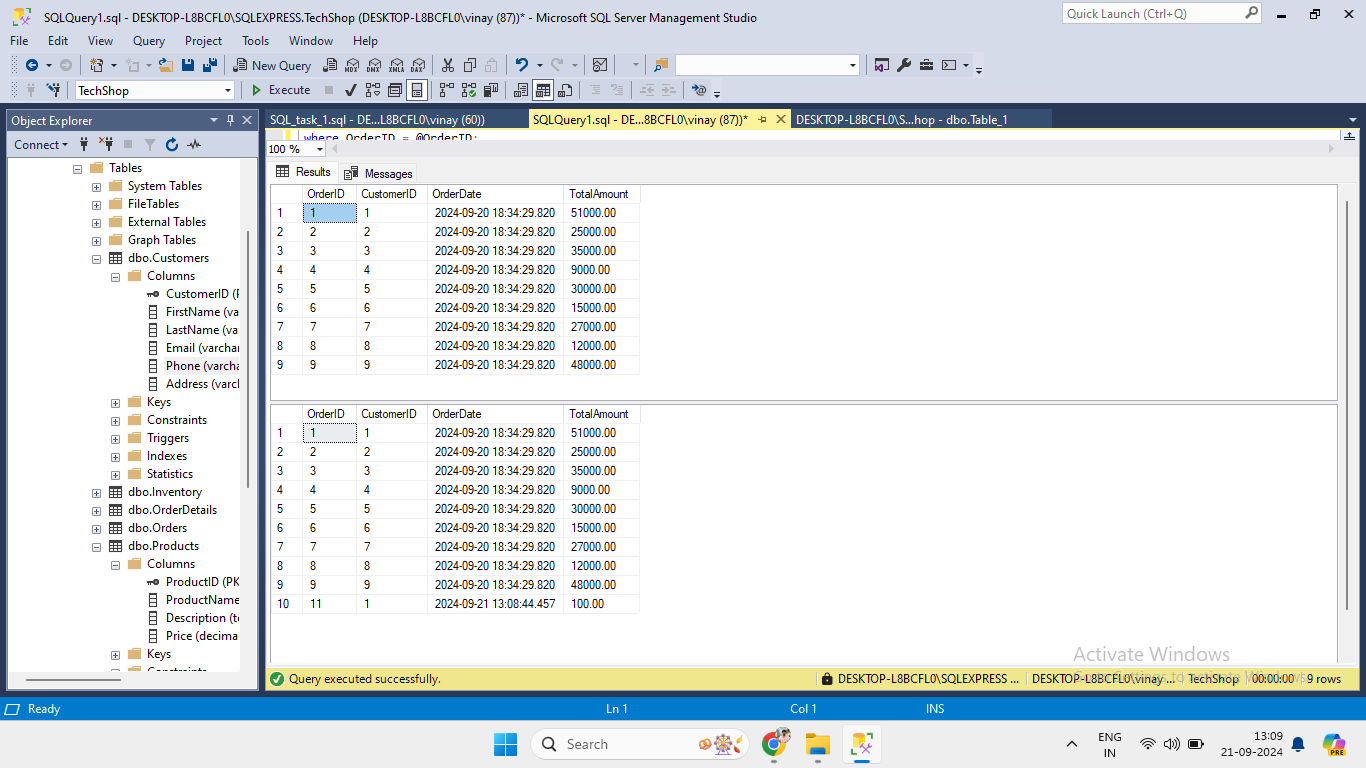 SQLQuery1.sql - DESKTOP-L8BCFL0\SQLEXPRESS.TechShop (DESKTOP-L8BCFL0\vinay (87))* - Microsoft SQL Server Management Studio
Quick Launch (Ctrl+Q)
File Edit View Query Project Tools Window Help
New Query MDX DMX XMLA DAX
TechShop Execute
Object Explorer
SQL_task_1.sql - DE...L8BCFL0\vinay (60))
SQLQuery1.sql - DE...8BCFL0\vinay (87))*
DESKTOP-L8BCFL0\S...hop - dbo.Table_1
Connect
where OrderID = @OrderID;
100 %
Results Messages
Tables
System Tables
FileTables
External Tables
Graph Tables
dbo.Customers
Columns
CustomerID (P
FirstName (va
LastName (va
Email (varchar
Phone (varcha
Address (varcl
Keys
Constraints
Triggers
Indexes
Statistics
dbo.Inventory
dbo.OrderDetails
dbo.Orders
dbo.Products
Columns
ProductID (PK
ProductName
Description (te
Price (decima
Keys
Constraints
OrderID CustomerID OrderDate TotalAmount
1 1 1 2024-09-20 18:34:29.820 51000.00
2 2 2 2024-09-20 18:34:29.820 25000.00
3 3 3 2024-09-20 18:34:29.820 35000.00
4 4 4 2024-09-20 18:34:29.820 9000.00
5 5 5 2024-09-20 18:34:29.820 30000.00
6 6 6 2024-09-20 18:34:29.820 15000.00
7 7 7 2024-09-20 18:34:29.820 27000.00
8 8 8 2024-09-20 18:34:29.820 12000.00
9 9 9 2024-09-20 18:34:29.820 48000.00
OrderID CustomerID OrderDate TotalAmount
1 1 1 2024-09-20 18:34:29.820 51000.00
2 2 2 2024-09-20 18:34:29.820 25000.00
3 3 3 2024-09-20 18:34:29.820 35000.00
4 4 4 2024-09-20 18:34:29.820 9000.00
5 5 5 2024-09-20 18:34:29.820 30000.00
6 6 6 2024-09-20 18:34:29.820 15000.00
7 7 7 2024-09-20 18:34:29.820 27000.00
8 8 8 2024-09-20 18:34:29.820 12000.00
9 9 9 2024-09-20 18:34:29.820 48000.00
10 11 1 2024-09-21 13:08:44.457 100.00
Activate Windows
Go to Settings to activate Windows.
Query executed successfully.
DESKTOP-L8BCFL0\SQLEXPRESS ... DESKTOP-L8BCFL0\vinay ... TechShop 00:00:00 9 rows
Ready Ln 1 Col 1 INS
Search
ENG
IN
13:09
21-09-2024
PRE